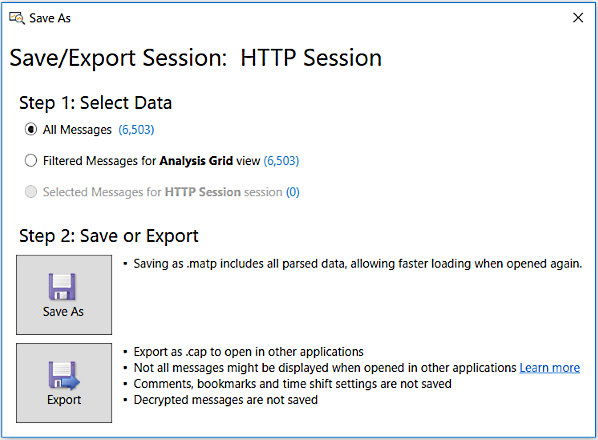 Save As
Save/Export Session:  HTTP Session
Step 1: Select Data
All Messages (6,503)
Filtered Messages for Analysis Grid view (6,503)
Selected Messages for HTTP Session session (0)
Step 2: Save or Export
Save As
▪ Saving as .matp includes all parsed data, allowing faster loading when opened again.
Export
▪ Export as .cap to open in other applications
▪ Not all messages might be displayed when opened in other applications Learn more
▪ Comments, bookmarks and time shift settings are not saved
▪ Decrypted messages are not saved